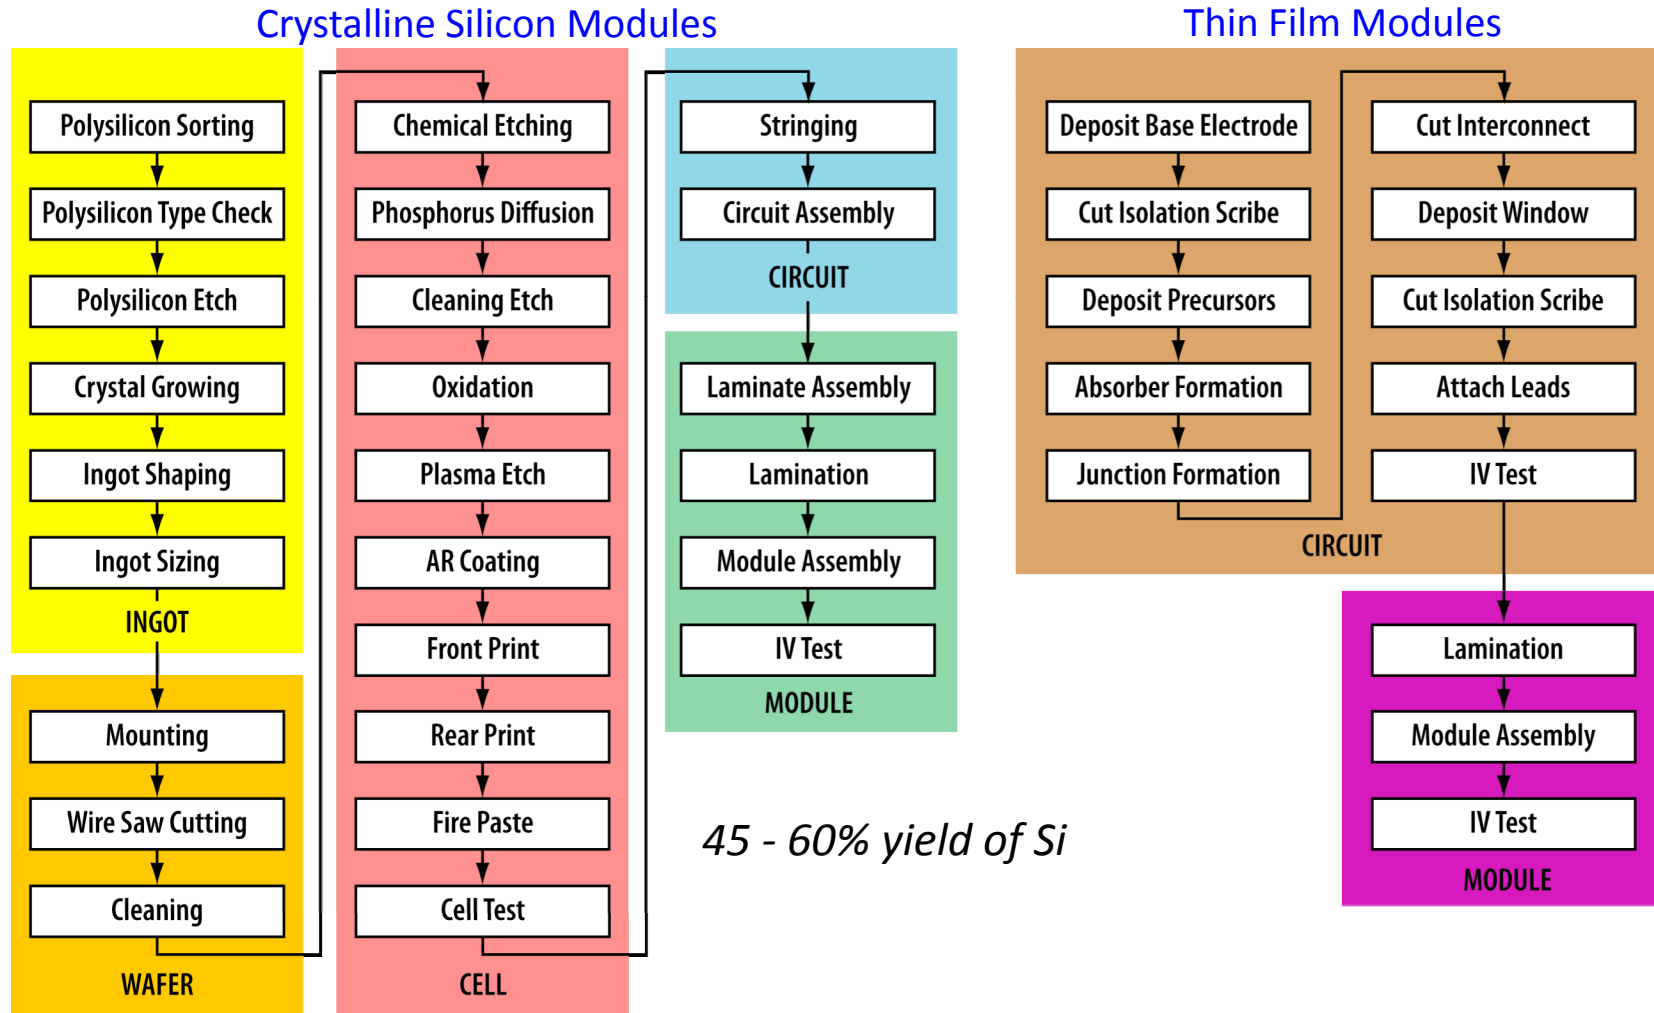 Crystalline Silicon Modules
Polysilicon Sorting
Polysilicon Type Check
Polysilicon Etch
Crystal Growing
Ingot Shaping
Ingot Sizing
INGOT
Mounting
Wire Saw Cutting
Cleaning
WAFER
Chemical Etching
Phosphorus Diffusion
Cleaning Etch
Oxidation
Plasma Etch
AR Coating
Front Print
Rear Print
Fire Paste
Cell Test
CELL
Stringing
Circuit Assembly
CIRCUIT
Laminate Assembly
Lamination
Module Assembly
IV Test
MODULE
45 - 60% yield of Si
Thin Film Modules
Deposit Base Electrode
Cut Isolation Scribe
Deposit Precursors
Absorber Formation
Junction Formation
Cut Interconnect
Deposit Window
Cut Isolation Scribe
Attach Leads
IV Test
CIRCUIT
Lamination
Module Assembly
IV Test
MODULE